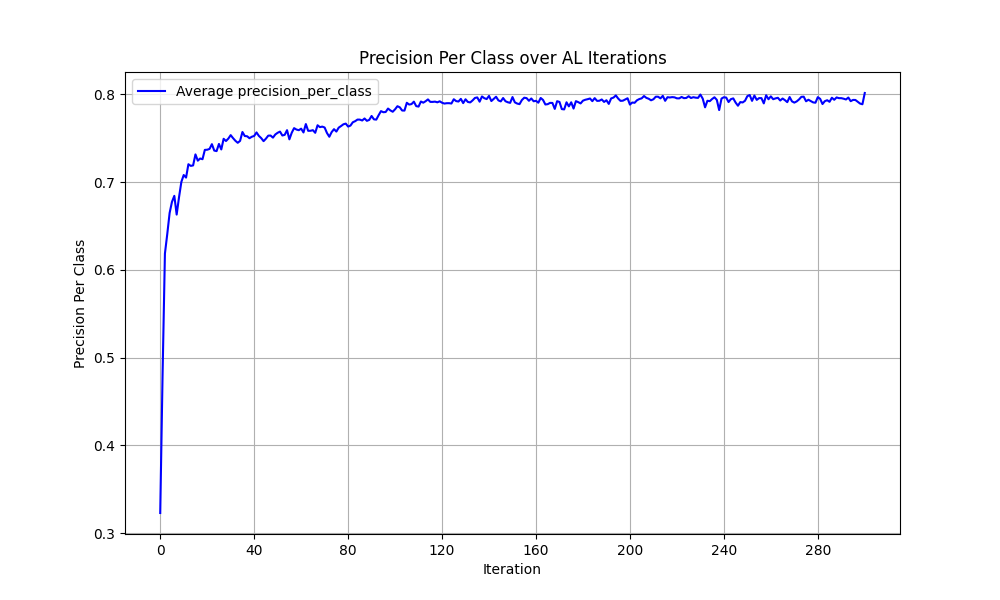 Precision Per Class over AL Iterations
Average precision_per_class
Precision Per Class
0.8
0.7
0.6
0.5
0.4
0.3
0 40 80 120 160 200 240 280
Iteration